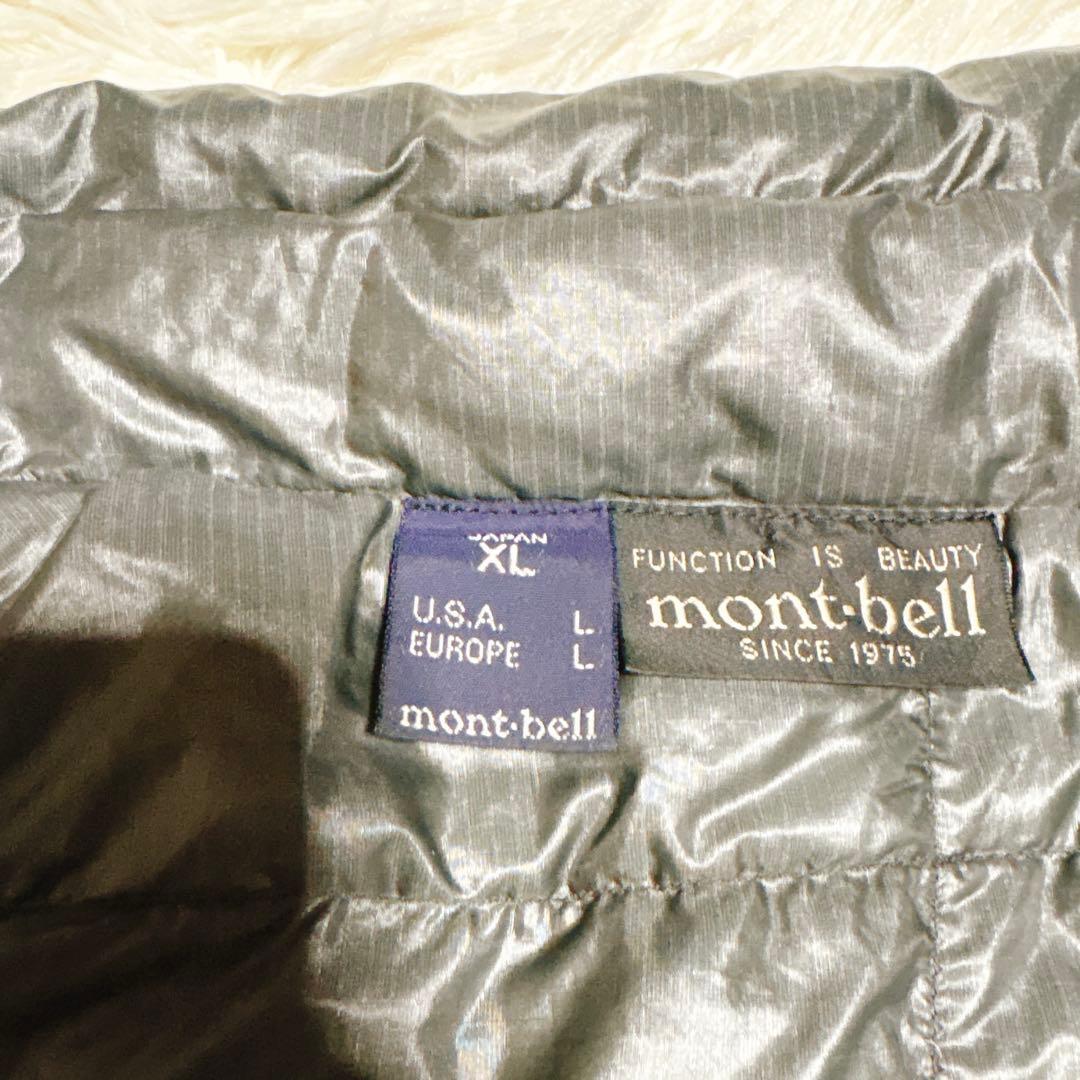 JAPAN
XL
U.S.A. L
EUROPE L
mont·bell
FUNCTION IS BEAUTY
mont·bell
SINCE 1975